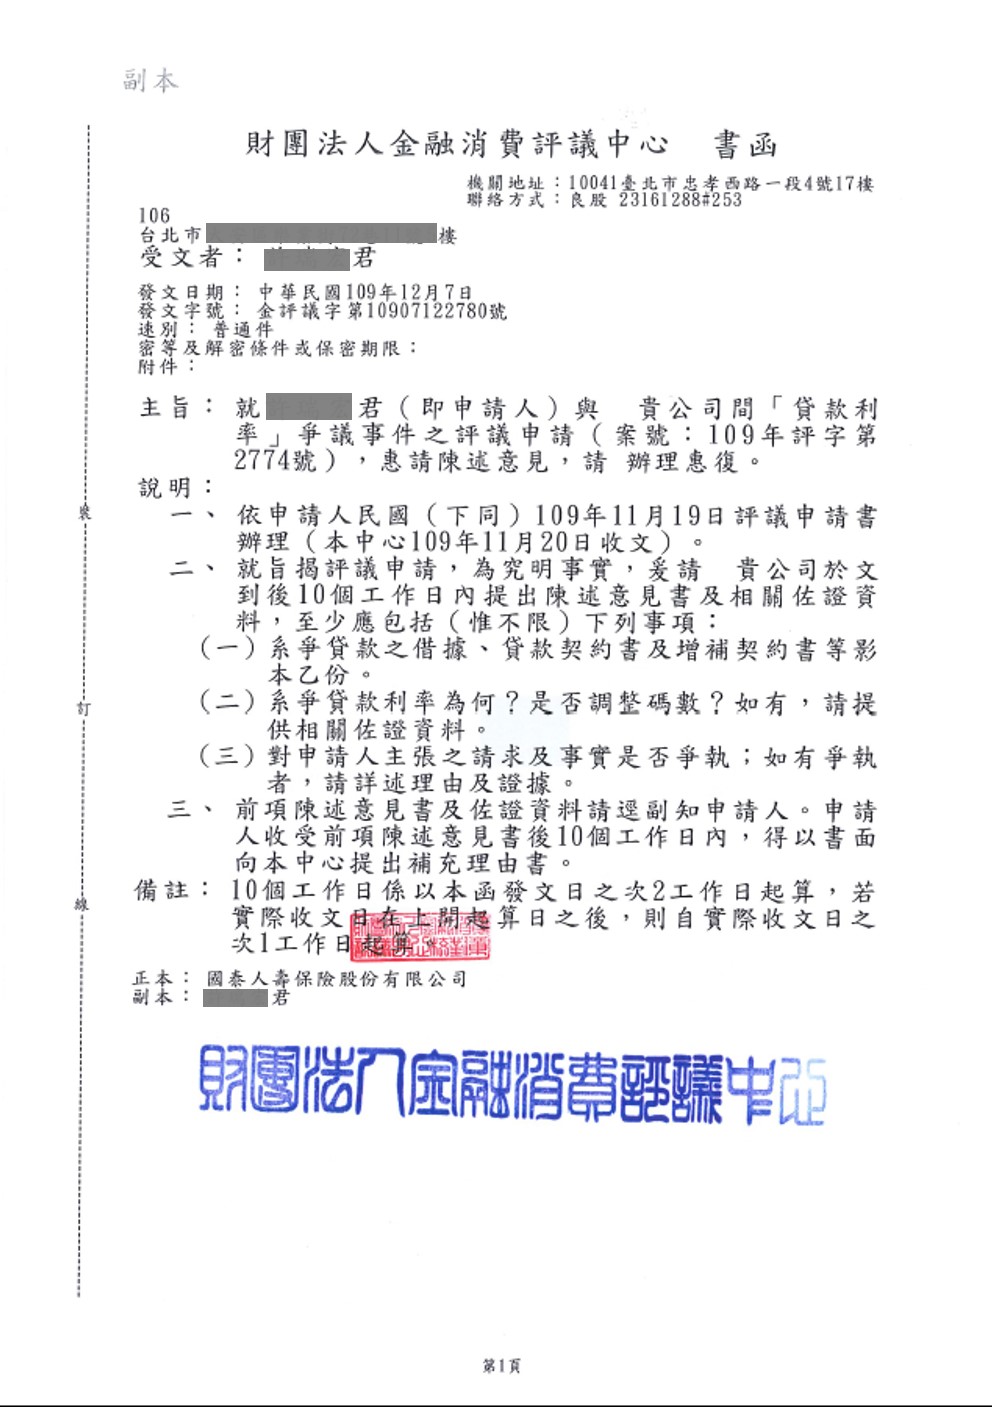 副本
財團法人金融消費評議中心　書函
機關地址：10041臺北市忠孝西路一段4號17樓
聯絡方式：良股 23161288#253
106
台北市 樓
受文者： 君
發文日期： 中華民國109年12月7日
發文字號： 金評議字第10907122780號
速別： 普通件
密等及解密條件或保密期限：
附件：
主旨：就 君（即申請人）與　貴公司間「貸款利
率」爭議事件之評議申請（案號：109年評字第
2774號），惠請陳述意見，請 辦理惠復。
說明：
一、依申請人民國（下同）109年11月19日評議申請書
辦理（本中心109年11月20日收文）。
二、就旨揭評議申請，為究明事實，爰請　貴公司於文
到後10個工作日內提出陳述意見書及相關佐證資
料，至少應包括（惟不限）下列事項：
（一）系爭貸款之借據、貸款契約書及增補契約書等影
本乙份。
（二）系爭貸款利率為何？是否調整碼數？如有，請提
供相關佐證資料。
（三）對申請人主張之請求及事實是否爭執；如有爭執
者，請詳述理由及證據。
三、前項陳述意見書及佐證資料請逕副知申請人。申請
人收受前項陳述意見書後10個工作日內，得以書面
向本中心提出補充理由書。
備註：10個工作日係以本函發文日之次2工作日起算，若
實際收文日在上開起算日之後，則自實際收文日之
次1工作日起算。
正本： 國泰人壽保險股份有限公司
副本： 君
財團法人金融消費評議中心
裝
訂
線
第1頁